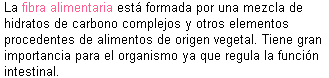 La fibra alimentaria está formada por una mezcla de
hidratos de carbono complejos y otros elementos
procedentes de alimentos de origen vegetal. Tiene gran
importancia para el organismo ya que regula la función
intestinal.